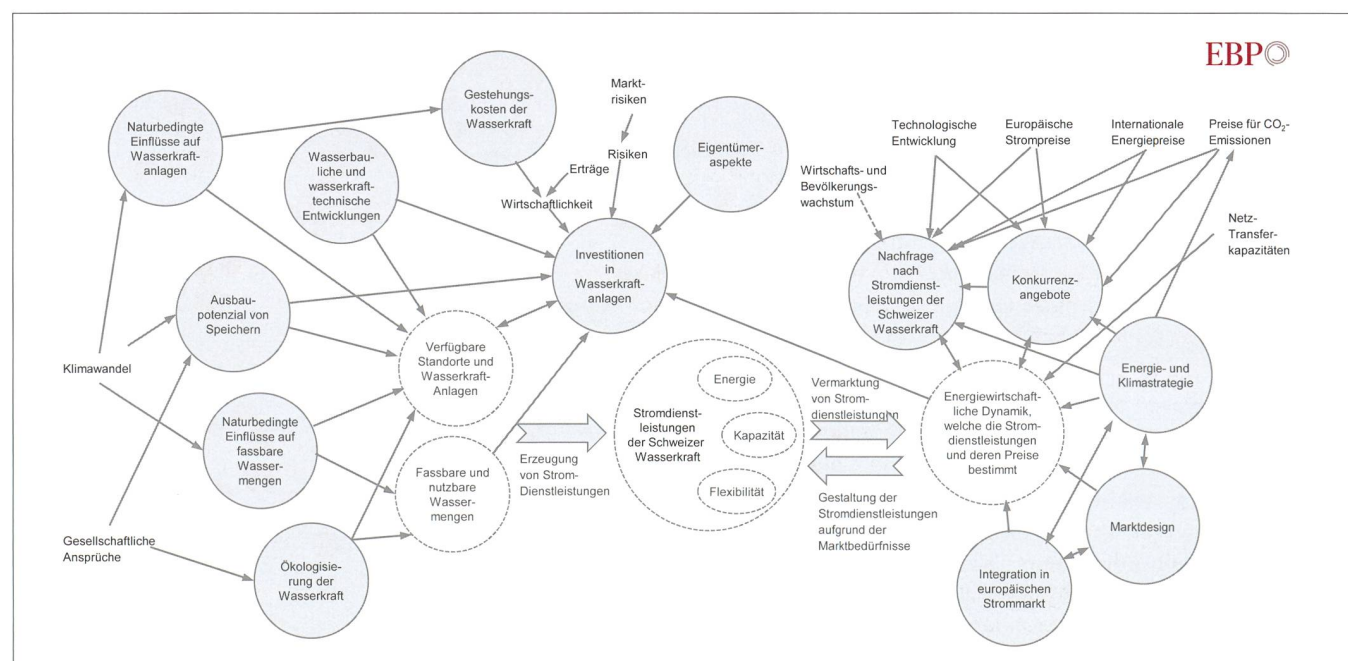 EBP
Naturbedingte
Einflüsse auf
Wasserkraft-
anlagen
Gestehungs-
kosten der
Wasserkraft
Markt-
risiken
Risiken
Erträge
Wirtschaftlichkeit
Eigentümer-
aspekte
Wasserbau-
liche und
wasserkraft-
technische
Entwicklungen
Investitionen
in
Wasserkraft-
anlagen
Ausbau-
potenzial von
Speichern
Verfügbare
Standorte und
Wasserkraft-
Anlagen
Klimawandel
Naturbedingte
Einflüsse auf
fassbare
Wasser-
mengen
Fassbare und
nutzbare
Wasser-
mengen
Gesellschaftliche
Ansprüche
Ökologisie-
rung der
Wasserkraft
Erzeugung
von Strom-
Dienstleistungen
Stromdienst-
leistungen
der Schweizer
Wasserkraft
Energie
Kapazität
Flexibilität
Vermarktung
von Strom-
dienstleistungen
Gestaltung der
Stromdienstleistungen
aufgrund der
Marktbedürfnisse
Technologische
Entwicklung
Europäische
Strompreise
Internationale
Energiepreise
Preise für CO₂-
Emissionen
Wirtschafts- und
Bevölkerungs-
wachstum
Netz-
Transfer-
kapazitäten
Nachfrage
nach
Stromdienst-
leistungen der
Schweizer
Wasserkraft
Konkurrenz-
angebote
Energie- und
Klimastrategie
Energiewirtschaft-
liche Dynamik,
welche die Strom-
dienstleistungen
und deren Preise
bestimmt
Marktdesign
Integration in
europäischen
Strommarkt